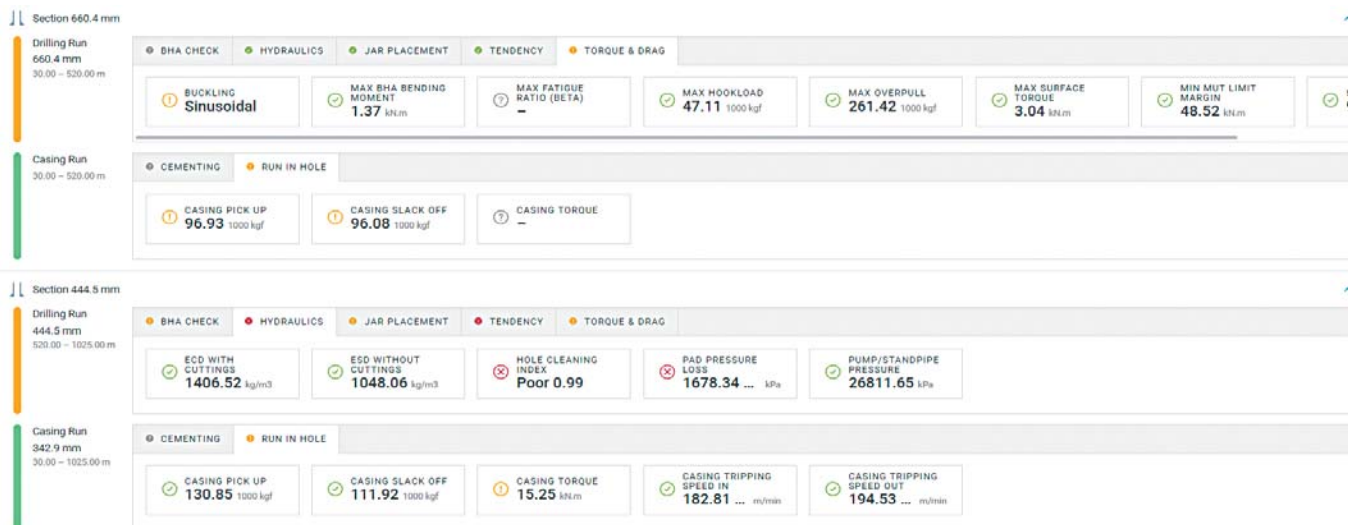 Section 660.4 mm
Drilling Run
660.4 mm
30.00 – 520.00 m
BHA CHECK HYDRAULICS JAR PLACEMENT TENDENCY TORQUE & DRAG
BUCKLING
Sinusoidal
MAX BHA BENDING
MOMENT
1.37 kN.m
MAX FATIGUE
RATIO (BETA)
–
MAX HOOKLOAD
47.11 1000 kgf
MAX OVERPULL
261.42 1000 kgf
MAX SURFACE
TORQUE
3.04 kN.m
MIN MUT LIMIT
MARGIN
48.52 kN.m
Casing Run
30.00 – 520.00 m
CEMENTING RUN IN HOLE
CASING PICK UP
96.93 1000 kgf
CASING SLACK OFF
96.08 1000 kgf
CASING TORQUE
–
Section 444.5 mm
Drilling Run
444.5 mm
520.00 – 1025.00 m
BHA CHECK HYDRAULICS JAR PLACEMENT TENDENCY TORQUE & DRAG
ECD WITH
CUTTINGS
1406.52 kg/m3
ESD WITHOUT
CUTTINGS
1048.06 kg/m3
HOLE CLEANING
INDEX
Poor 0.99
PAD PRESSURE
LOSS
1678.34 ... kPa
PUMP/STANDPIPE
PRESSURE
26811.65 kPa
Casing Run
342.9 mm
30.00 – 1025.00 m
CEMENTING RUN IN HOLE
CASING PICK UP
130.85 1000 kgf
CASING SLACK OFF
111.92 1000 kgf
CASING TORQUE
15.25 kN.m
CASING TRIPPING
SPEED IN
182.81 ... m/min
CASING TRIPPING
SPEED OUT
194.53 ... m/min